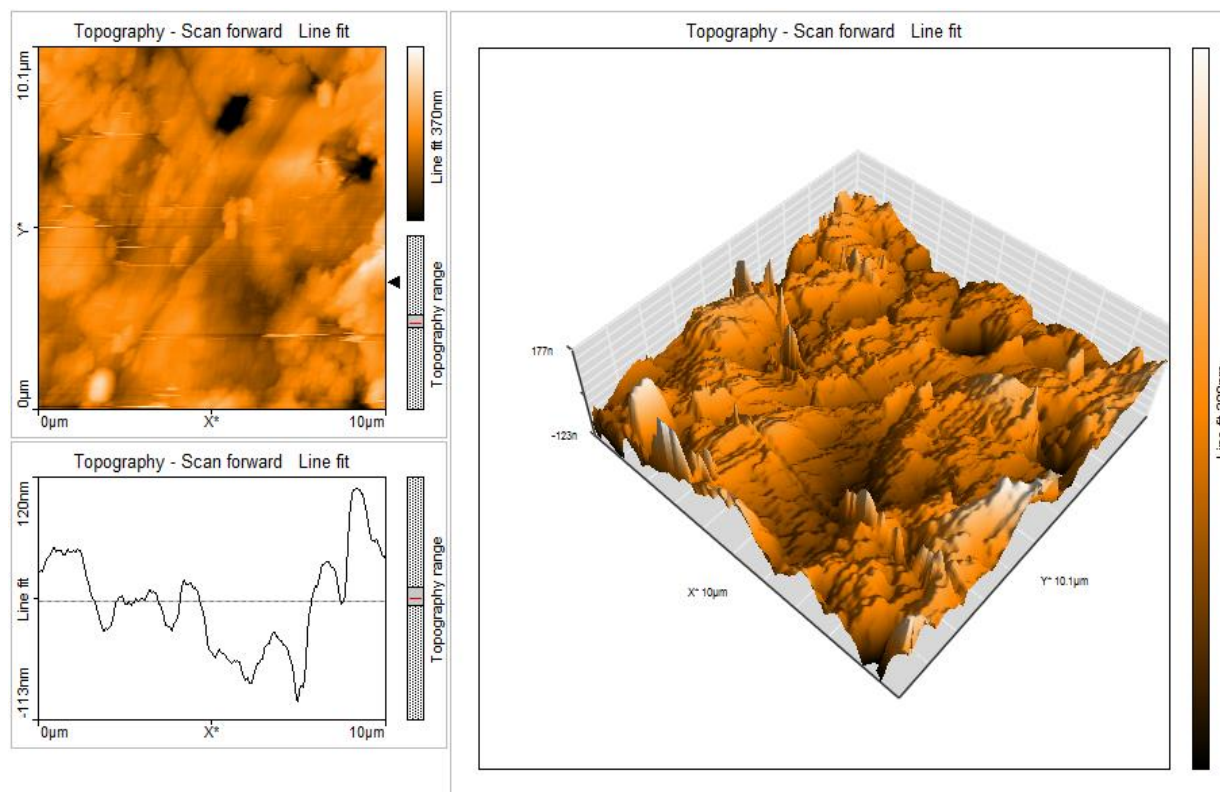 Topography - Scan forward Line fit
10.1µm
Y*
0µm
0µm X* 10µm
Line fit 370nm
Topography range
Topography - Scan forward Line fit
120nm
Line fit
-113nm
0µm X* 10µm
Topography range
Topography - Scan forward Line fit
177n
-123n
X* 10µm
Y* 10.1µm
Line fit